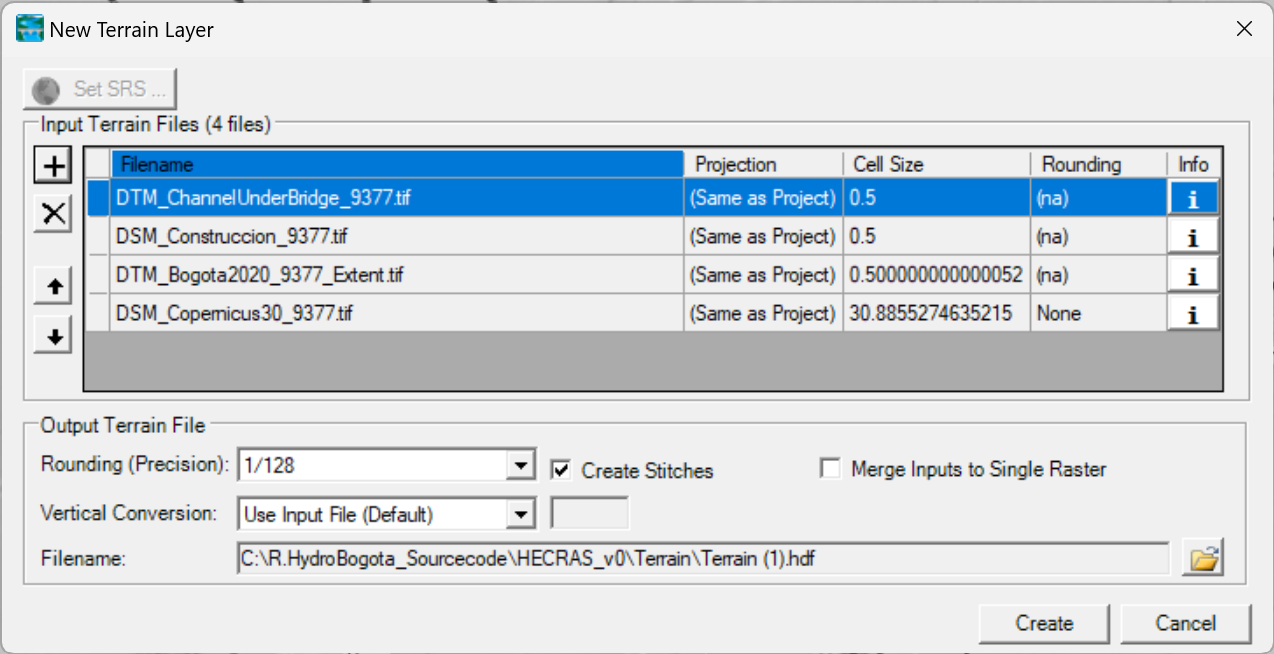 New Terrain Layer
Set SRS ...
Input Terrain Files (4 files)
Filename Projection Cell Size Rounding Info
DTM_ChannelUnderBridge_9377.tif (Same as Project) 0.5 (na) i
DSM_Construccion_9377.tif (Same as Project) 0.5 (na) i
DTM_Bogota2020_9377_Extent.tif (Same as Project) 0.500000000000052 (na) i
DSM_Copernicus30_9377.tif (Same as Project) 30.8855274635215 None i
Output Terrain File
Rounding (Precision): 1/128 Create Stitches Merge Inputs to Single Raster
Vertical Conversion: Use Input File (Default)
Filename: C:\R.HydroBogota_Sourcecode\HECRAS_v0\Terrain\Terrain (1).hdf
Create Cancel